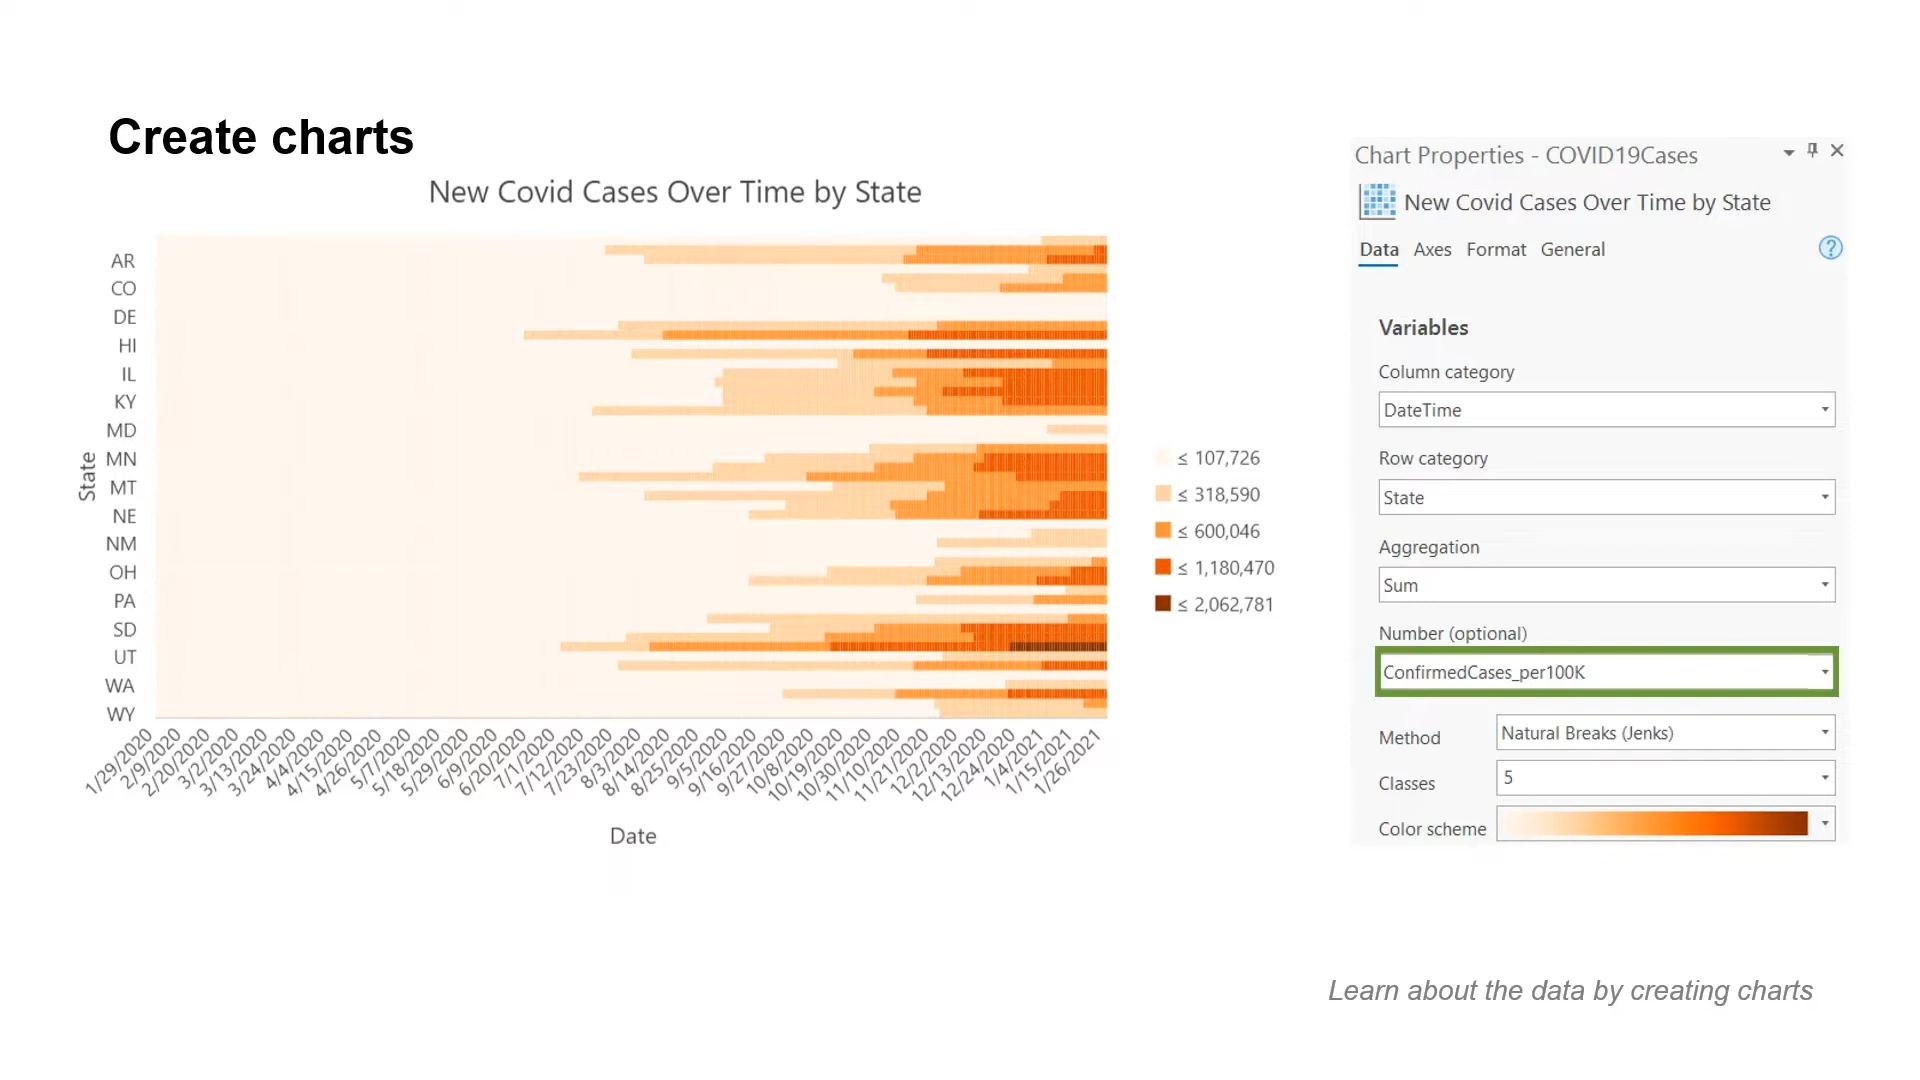 Create charts
New Covid Cases Over Time by State
State
AR
CO
DE
HI
IL
KY
MD
MN
MT
NE
NM
OH
PA
SD
UT
WA
WY
1/29/2020
2/9/2020
2/20/2020
3/2/2020
3/13/2020
3/24/2020
4/4/2020
4/15/2020
4/26/2020
5/7/2020
5/18/2020
5/29/2020
6/9/2020
6/20/2020
7/1/2020
7/12/2020
7/23/2020
8/3/2020
8/14/2020
8/25/2020
9/5/2020
9/16/2020
9/27/2020
10/8/2020
10/19/2020
10/30/2020
11/10/2020
11/21/2020
12/2/2020
12/13/2020
12/24/2020
1/4/2021
1/15/2021
1/26/2021
Date
≤ 107,726
≤ 318,590
≤ 600,046
≤ 1,180,470
≤ 2,062,781
Chart Properties - COVID19Cases
New Covid Cases Over Time by State
Data Axes Format General
?
Variables
Column category
DateTime
Row category
State
Aggregation
Sum
Number (optional)
ConfirmedCases_per100K
Method Natural Breaks (Jenks)
Classes 5
Color scheme
Learn about the data by creating charts